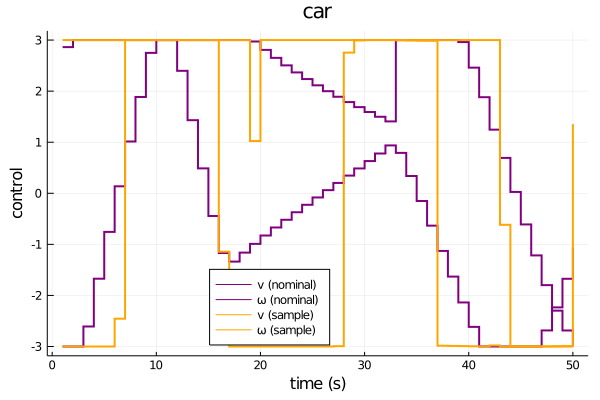 car
control
3
2
1
0
-1
-2
-3
v (nominal)
ω (nominal)
v (sample)
ω (sample)
0 10 20 30 40 50
time (s)